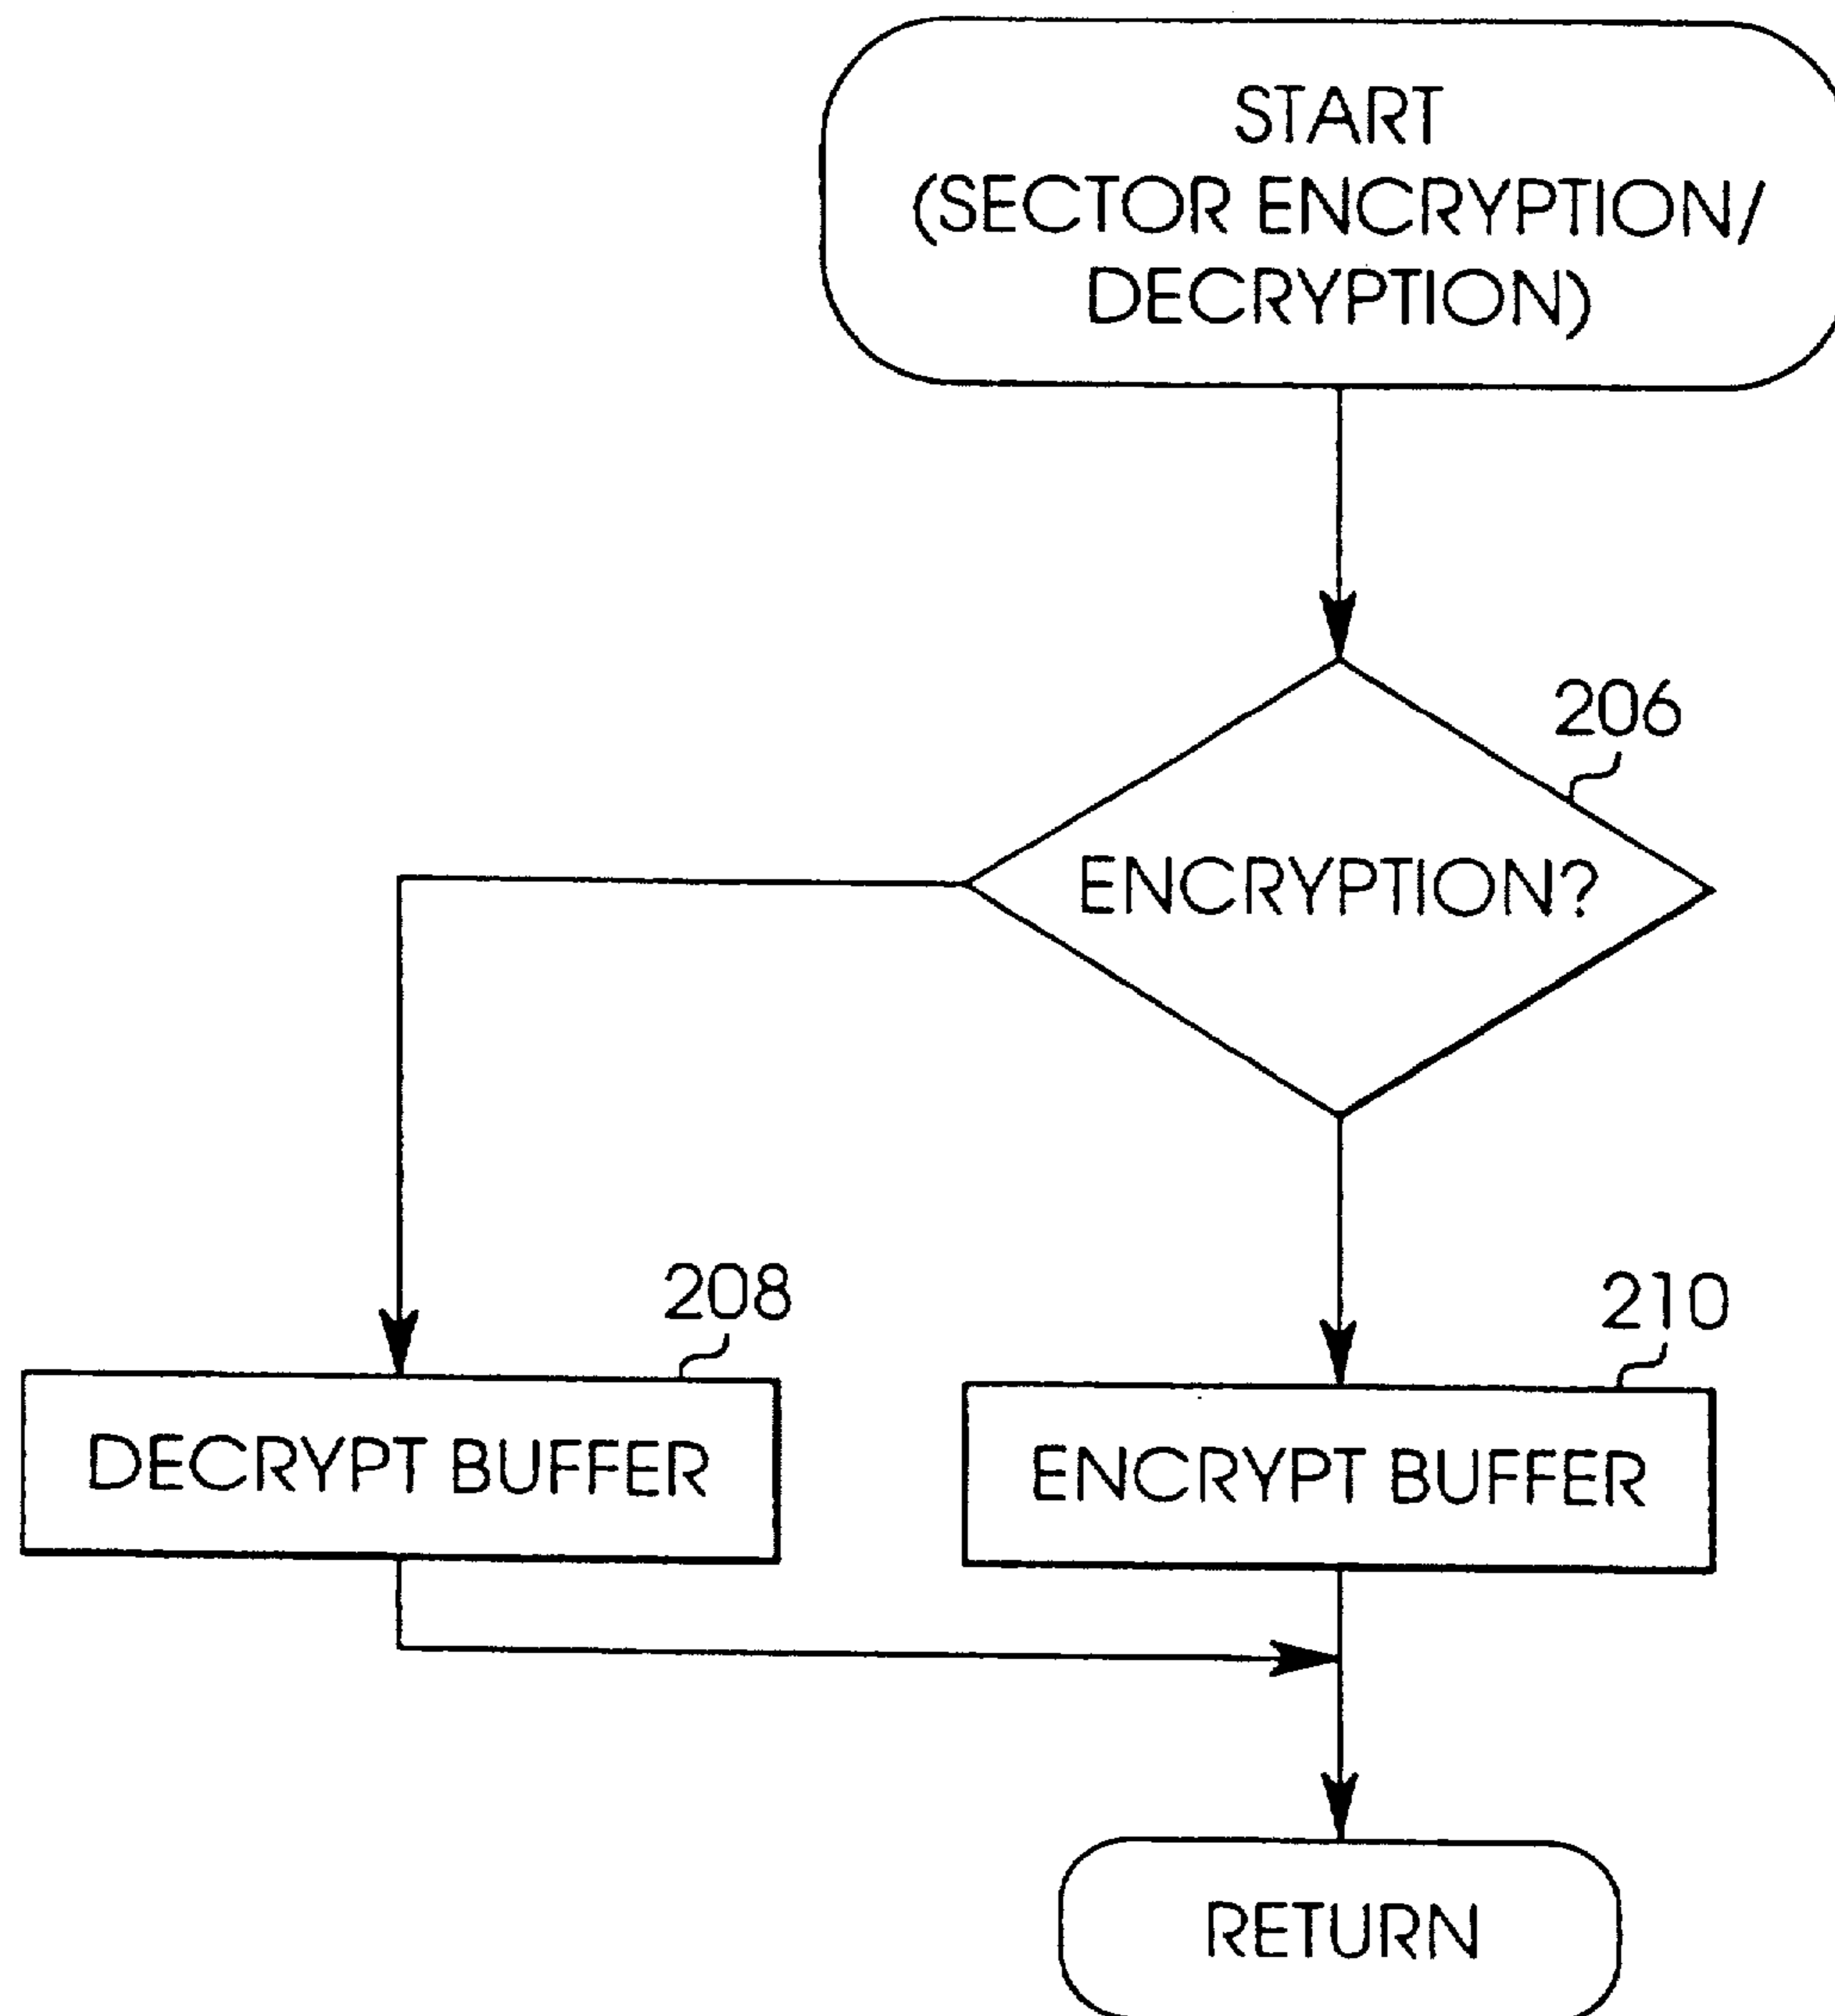 START
(SECTOR ENCRYPTION/
DECRYPTION)
206
ENCRYPTION?
208
210
DECRYPT BUFFER
ENCRYPT BUFFER
RETURN